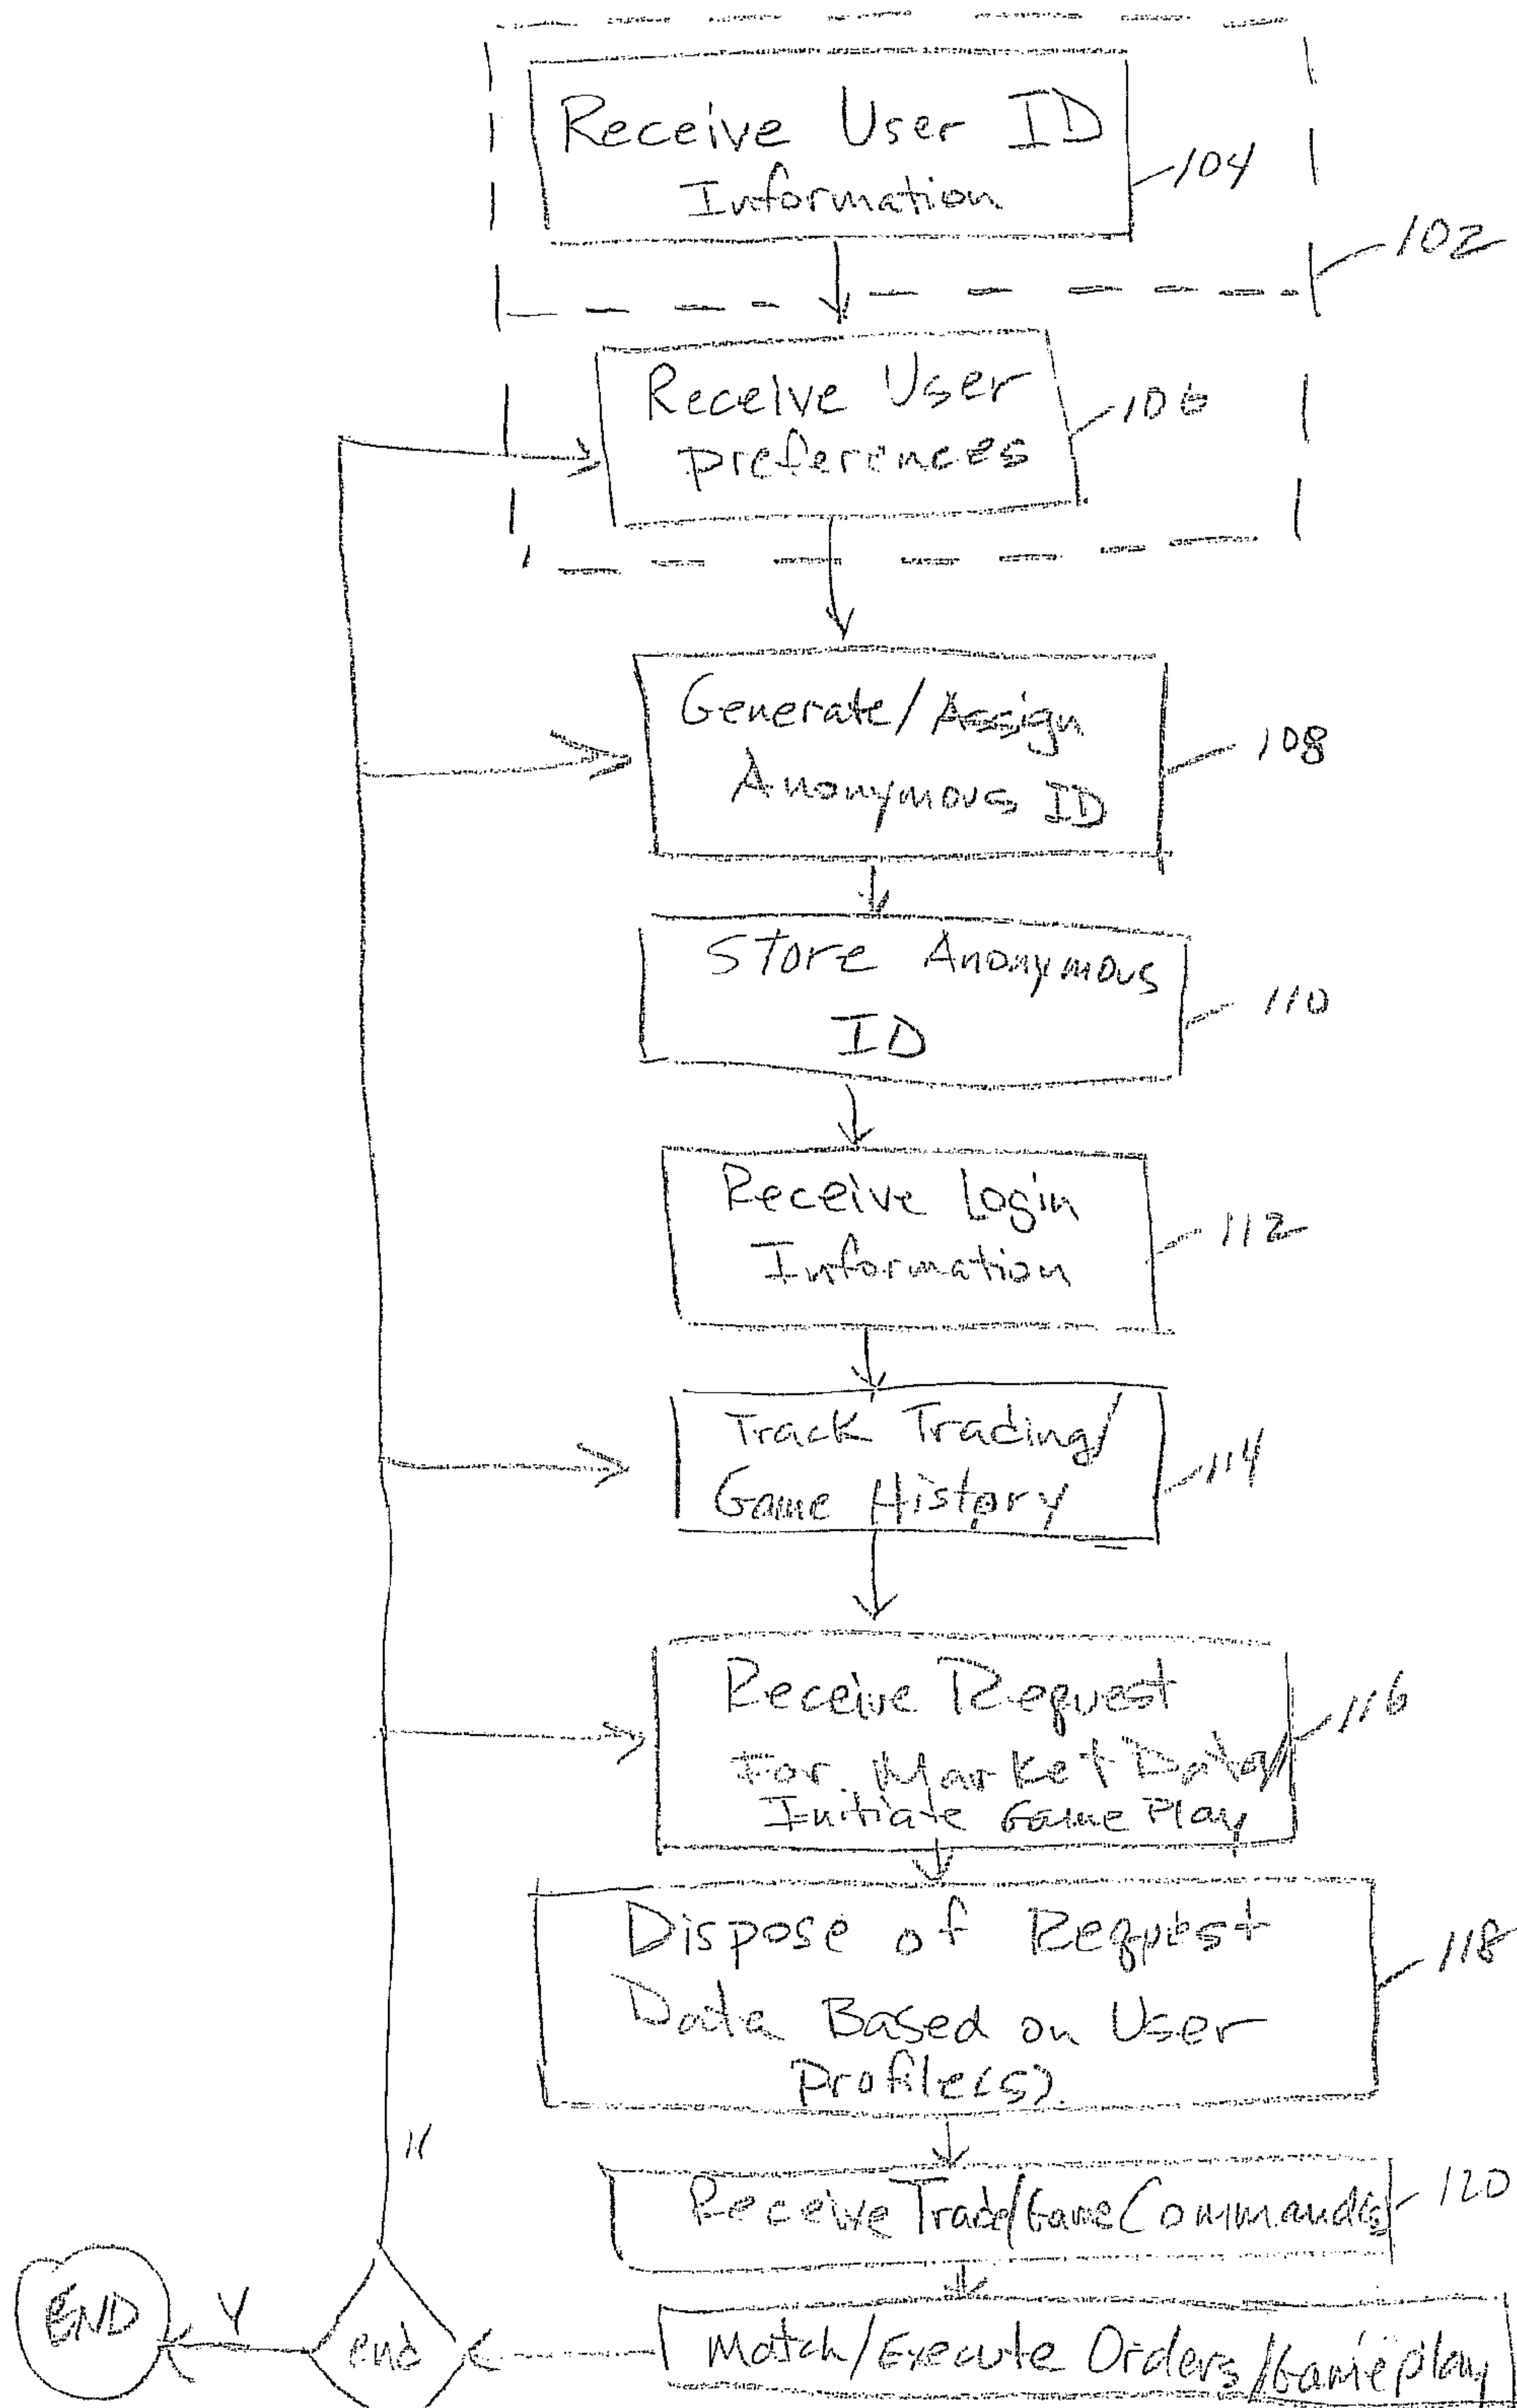 Receive User ID
Information
104
102
Receive User
preferences
106
Generate/Assign
Anonymous ID
108
Store Anonymous
ID
110
Receive Login
Information
112
Track Trading/
Game History
114
Receive Request
For Market Data/
Initiate Game Play
116
Dispose of Request
Data Based on User
Profile(s).
118
Receive Trade/Game Command(s)
120
END
Y
end
Match/Execute Orders/Gameplay